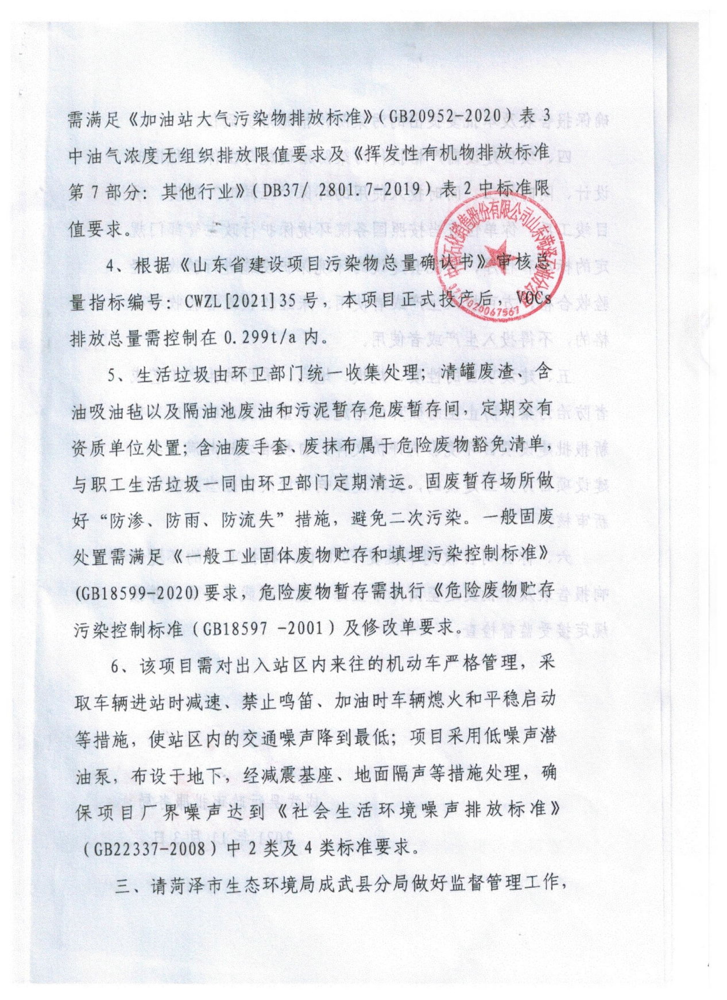 需满足《加油站大气污染物排放标准》(GB20952-2020)表 3
中油气浓度无组织排放限值要求及《挥发性有机物排放标准
第 7 部分：其他行业》(DB37/ 2801.7-2019)表 2 中标准限
值要求。
4、根据《山东省建设项目污染物总量确认书》审核总
量指标编号：CWZL[2021]35 号，本项目正式投产后，VOCs
排放总量需控制在 0.299t/a 内。
5、生活垃圾由环卫部门统一收集处理；清罐废渣、含
油吸油毡以及隔油池废油和污泥暂存危废暂存间，定期交有
资质单位处置；含油废手套、废抹布属于危险废物豁免清单，
与职工生活垃圾一同由环卫部门定期清运。固废暂存场所做
好“防渗、防雨、防流失”措施，避免二次污染。一般固废
处置需满足《一般工业固体废物贮存和填埋污染控制标准》
(GB18599-2020)要求，危险废物暂存需执行《危险废物贮存
污染控制标准（GB18597 -2001）及修改单要求。
6、该项目需对出入站区内来往的机动车严格管理，采
取车辆进站时减速、禁止鸣笛、加油时车辆熄火和平稳启动
等措施，使站区内的交通噪声降到最低；项目采用低噪声潜
油泵，布设于地下，经减震基座、地面隔声等措施处理，确
保项目厂界噪声达到《社会生活环境噪声排放标准》
（GB22337-2008）中 2 类及 4 类标准要求。
三、请菏泽市生态环境局成武县分局做好监督管理工作，
中国石化销售股份有限公司山东菏泽石油分公司